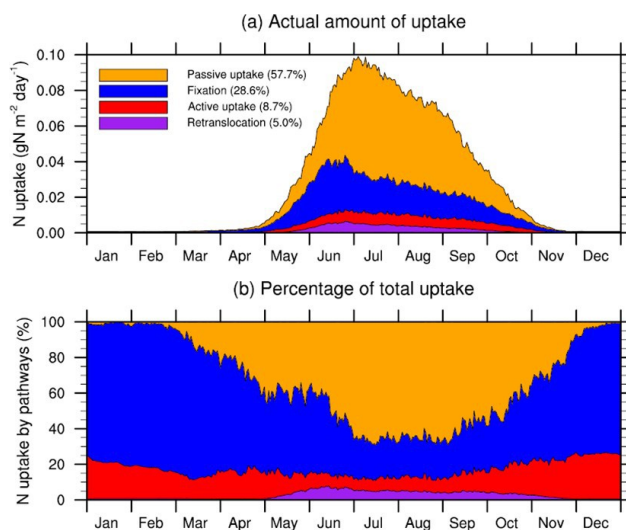 (a) Actual amount of uptake
N uptake (gN m⁻² day⁻¹)
0.10
0.08
0.06
0.04
0.02
0.00
Passive uptake (57.7%)
Fixation (28.6%)
Active uptake (8.7%)
Retranslocation (5.0%)
Jan Feb Mar Apr May Jun Jul Aug Sep Oct Nov Dec
(b) Percentage of total uptake
N uptake by pathways (%)
100
80
60
40
20
0
Jan Feb Mar Apr May Jun Jul Aug Sep Oct Nov Dec